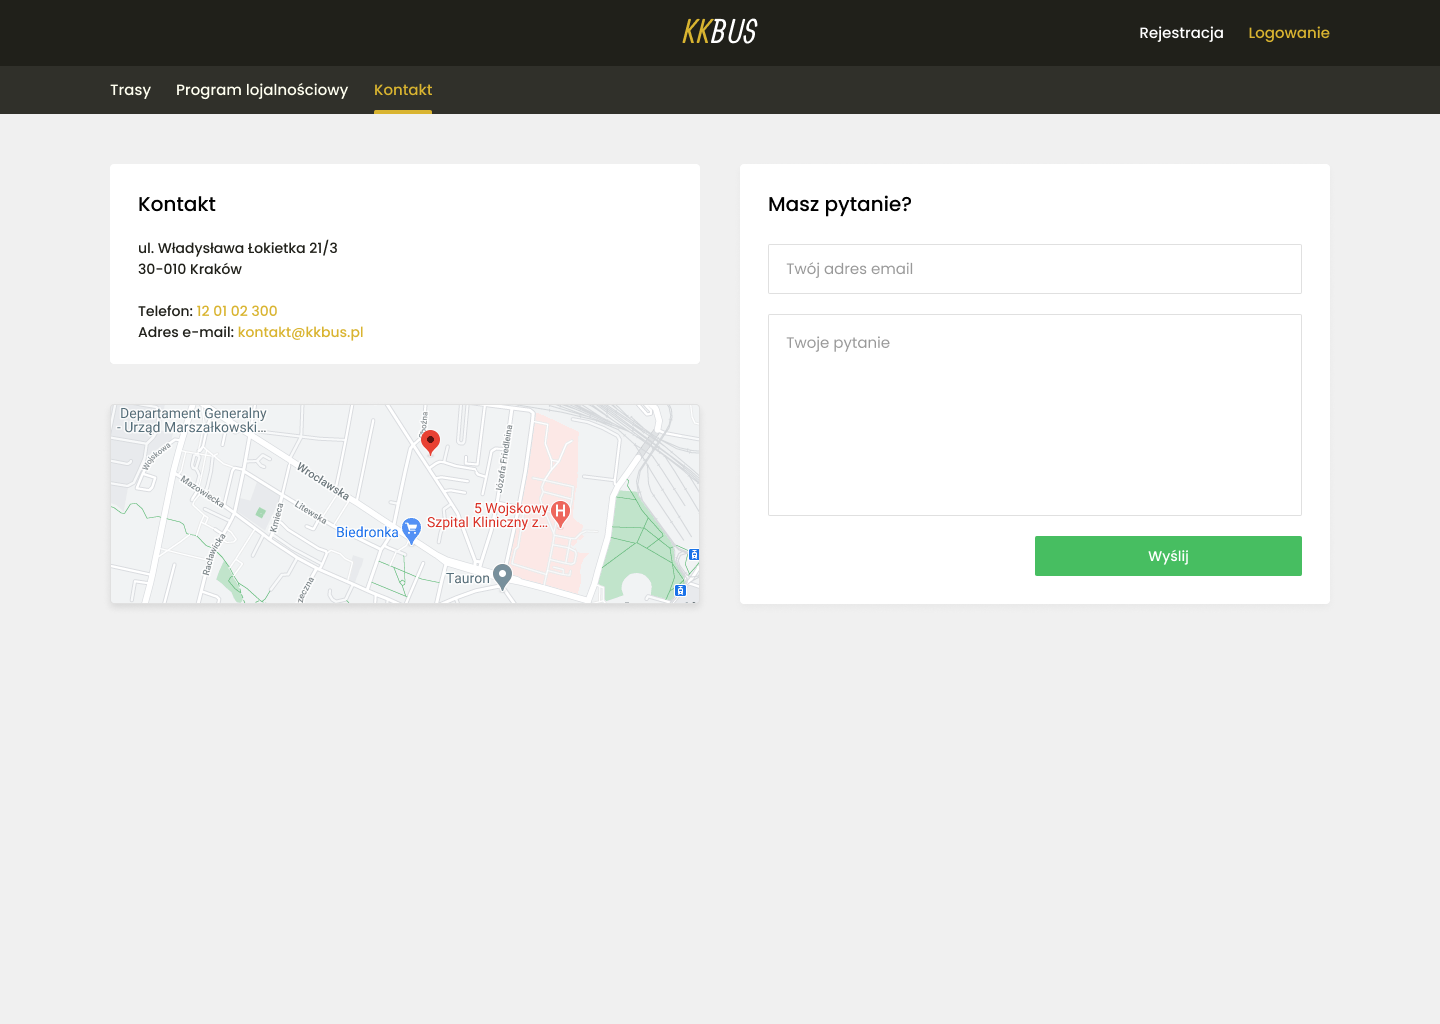 KKBUS
Rejestracja
Logowanie
Trasy
Program lojalnościowy
Kontakt
Kontakt
ul. Władysława Łokietka 21/3
30-010 Kraków
Telefon: 12 01 02 300
Adres e-mail: kontakt@kkbus.pl
Departament Generalny
- Urząd Marszałkowski...
Wójskowa
Mazowiecka
Wrocławska
Litewska
Kmieca
Racławicka
Józefa Friedleina
Biedronka
5 Wojskowy
Szpital Kliniczny z...
Tauron
Masz pytanie?
Twój adres email
Twoje pytanie
Wyślij